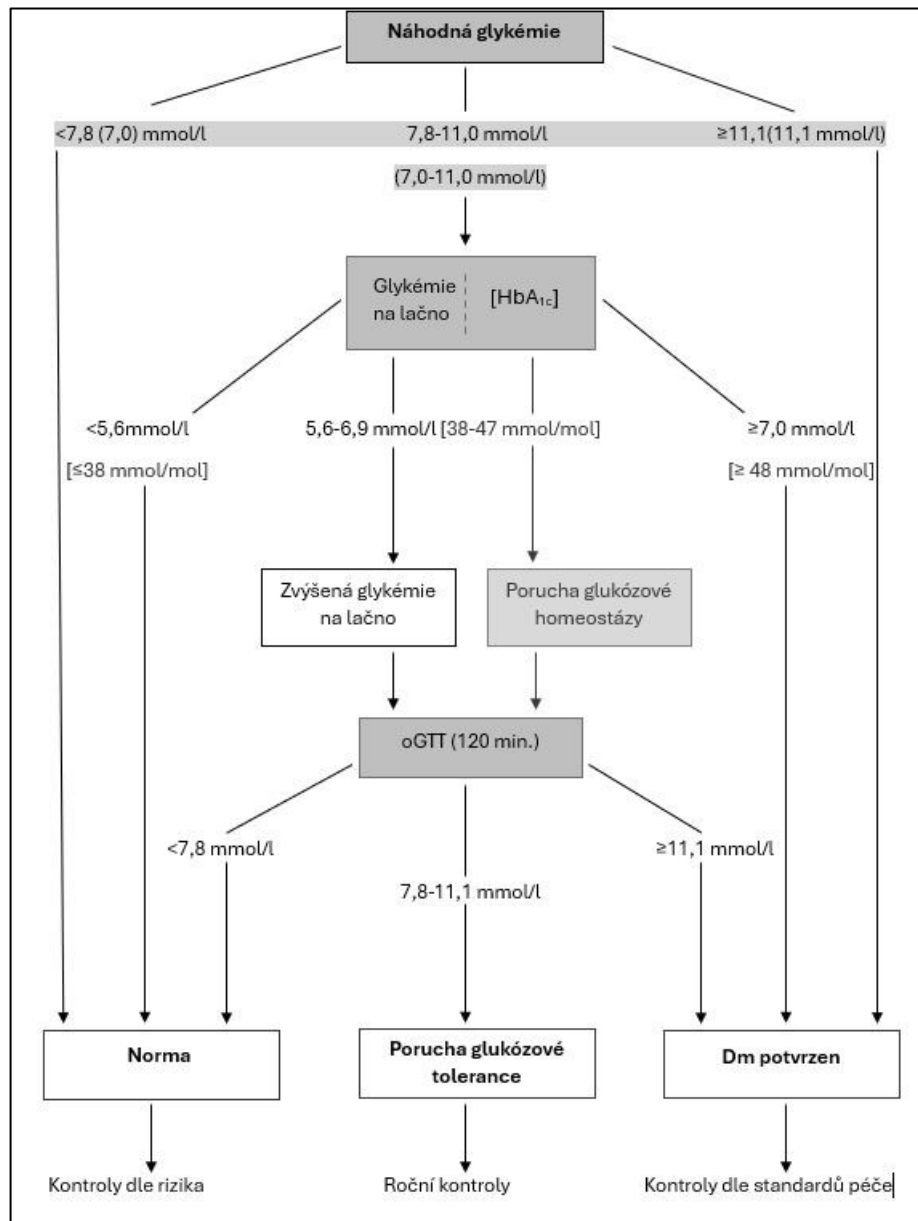 Náhodná glykémie
<7,8 (7,0) mmol/l
7,8-11,0 mmol/l
≥11,1(11,1 mmol/l)
(7,0-11,0 mmol/l)
Glykémie
na lačno
[HbA₁c]
<5,6mmol/l
5,6-6,9 mmol/l
[38-47 mmol/mol]
≥7,0 mmol/l
[≤38 mmol/mol]
[≥ 48 mmol/mol]
Zvýšená glykémie
na lačno
Porucha glukózové
homeostázy
oGTT (120 min.)
<7,8 mmol/l
≥11,1 mmol/l
7,8-11,1 mmol/l
Norma
Porucha glukózové
tolerance
Dm potvrzen
Kontroly dle rizika
Roční kontroly
Kontroly dle standardů péče